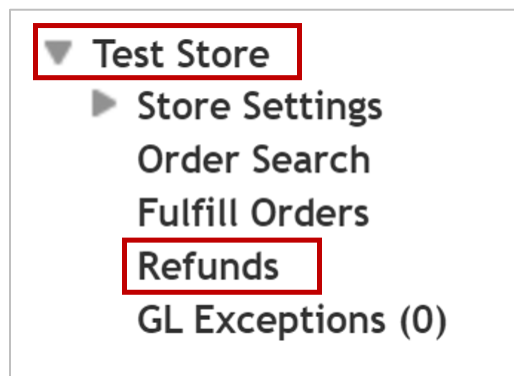 Test Store
Store Settings
Order Search
Fulfill Orders
Refunds
GL Exceptions (0)